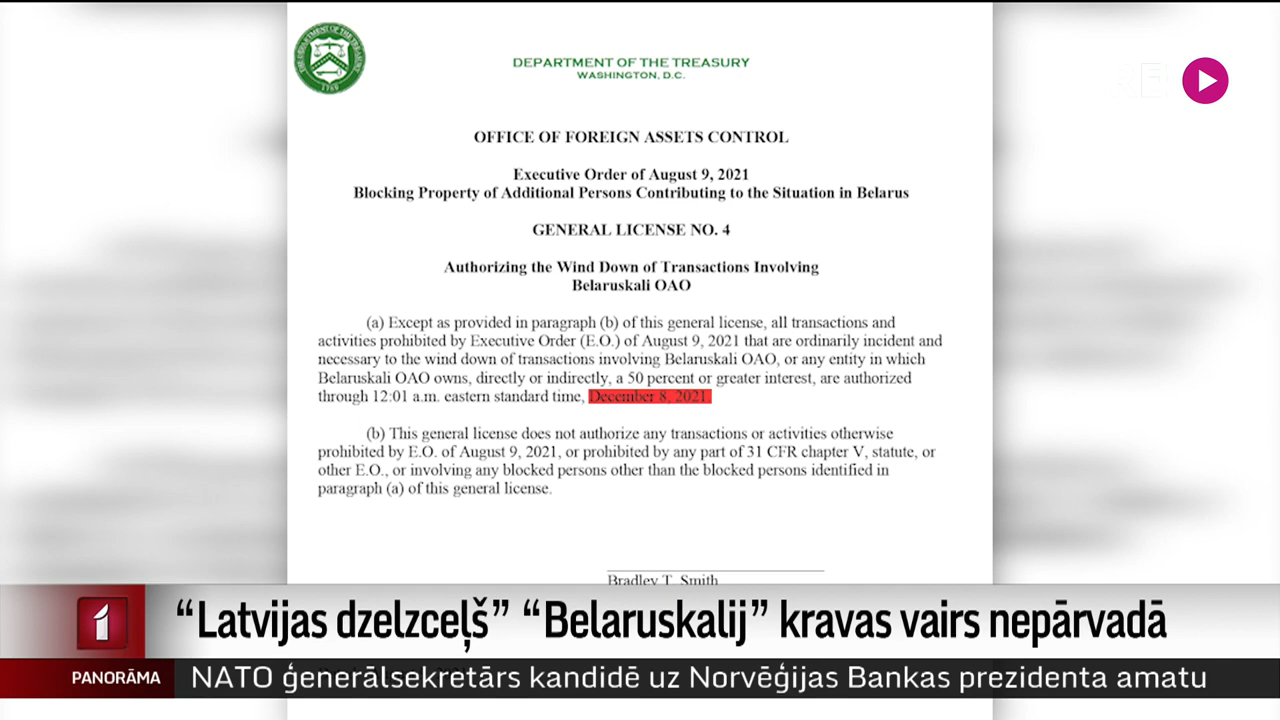 DEPARTMENT OF THE TREASURY
WASHINGTON, D.C.
OFFICE OF FOREIGN ASSETS CONTROL
Executive Order of August 9, 2021
Blocking Property of Additional Persons Contributing to the Situation in Belarus
GENERAL LICENSE NO. 4
Authorizing the Wind Down of Transactions Involving
Belaruskali OAO
(a) Except as provided in paragraph (b) of this general license, all transactions and
activities prohibited by Executive Order (E.O.) of August 9, 2021 that are ordinarily incident and
necessary to the wind down of transactions involving Belaruskali OAO, or any entity in which
Belaruskali OAO owns, directly or indirectly, a 50 percent or greater interest, are authorized
through 12:01 a.m. eastern standard time, December 8, 2021.
(b) This general license does not authorize any transactions or activities otherwise
prohibited by E.O. of August 9, 2021, or prohibited by any part of 31 CFR chapter V, statute, or
other E.O., or involving any blocked persons other than the blocked persons identified in
paragraph (a) of this general license.
Bradley T. Smith
1
“Latvijas dzelzceļš” “Belaruskalij” kravas vairs nepārvadā
PANORĀMA
NATO ģenerālsekretārs kandidē uz Norvēģijas Bankas prezidenta amatu